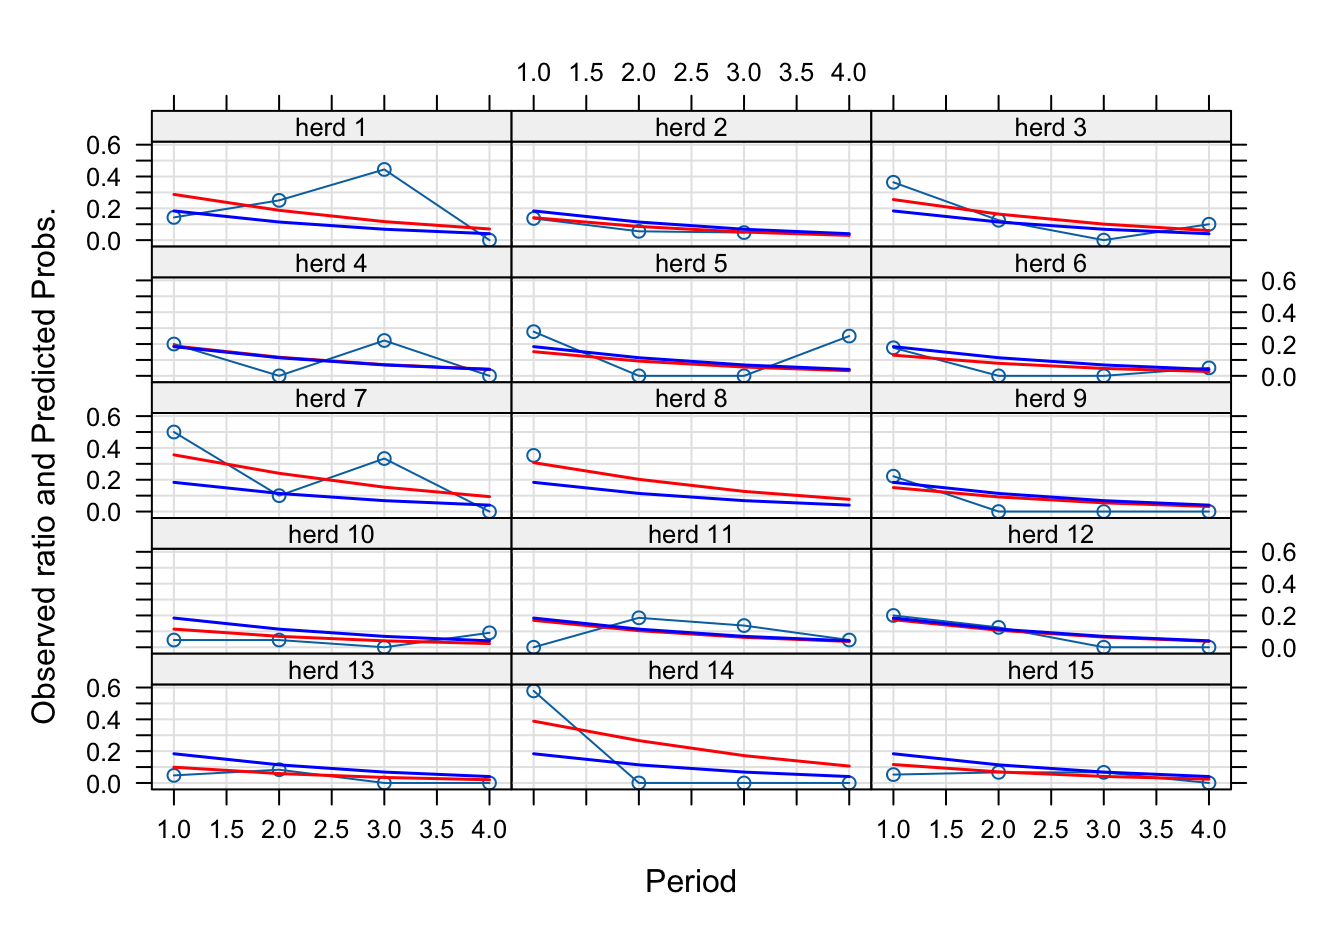 1.0 1.5 2.0 2.5 3.0 3.5 4.0
herd 1 herd 2 herd 3
0.6
0.4
0.2
0.0
herd 4 herd 5 herd 6
0.6
0.4
0.2
0.0
herd 7 herd 8 herd 9
0.6
0.4
0.2
0.0
herd 10 herd 11 herd 12
0.6
0.4
0.2
0.0
herd 13 herd 14 herd 15
0.6
0.4
0.2
0.0
1.0 1.5 2.0 2.5 3.0 3.5 4.0 1.0 1.5 2.0 2.5 3.0 3.5 4.0
Period
Observed ratio and Predicted Probs.